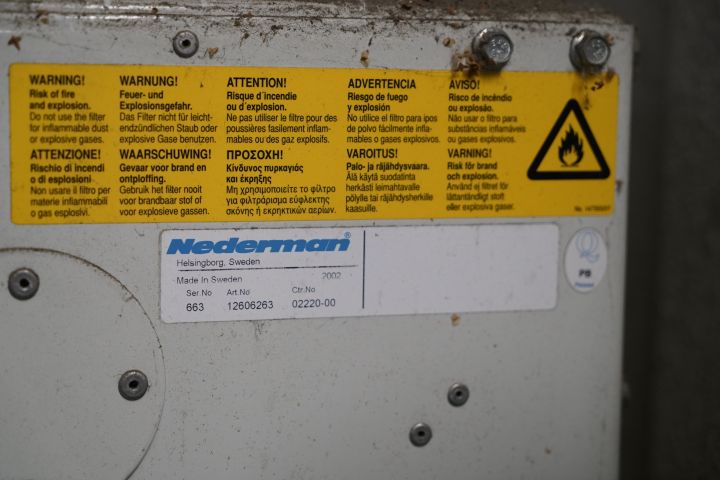 WARNING!
Risk of fire
and explosion.
Do not use the filter
for inflammable dust
or explosive gases.
WARNUNG!
Feuer- und
Explosionsgefahr.
Das Filter nicht für leicht-
endzündlichen Staub oder
explosive Gase benutzen.
ATTENTION!
Risque d'incendie
ou d'explosion.
Ne pas utiliser le filtre pour des
poussières fasilement inflam-
mables ou des gaz explosifs.
ADVERTENCIA
Riesgo de fuego
y explosión
No utilice el filtro para ipos
de polvo fácilmente infla-
mables o gases explosivos.
AVISO!
Risco de incéndio
ou explosáo.
Não usar o filtro para
substáncias inflamáveis
ou gases explosivos.
ATTENZIONE!
Rischio di incendi
o di esplosioni.
Non usare il filtro per
materie inflammabili
o gas esplosivi.
WAARSCHUWING!
Gevaar voor brand en
ontploffing.
Gebruik het filter nooit
voor brandbaar stof of
voor explosieve gassen.
ΠΡΟΣΟΧΗ!
Κίνδυνος πυρκαγιάς
και έκρηξης
Μη χρησιμοποιείτε το φίλτρο
για φιλτράρισμα εύφλεκτης
σκόνης ή εκρηκτικών αερίων.
VAROITUS!
Palo- ja räjähdysvaara.
Älä käytä suodatinta
herkästi leimahtavalle
pölylle tai räjähdysherkille
kaasuille.
VARNING!
Risk för brand
och explosion.
Använd ej filtret för
lättantändligt stoft
eller explosiva gaser.
No.
Nederman®
Helsingborg, Sweden
Made In Sweden 2002
Ser.No Art.No Ctr.No
663 12606263 02220-00
PB